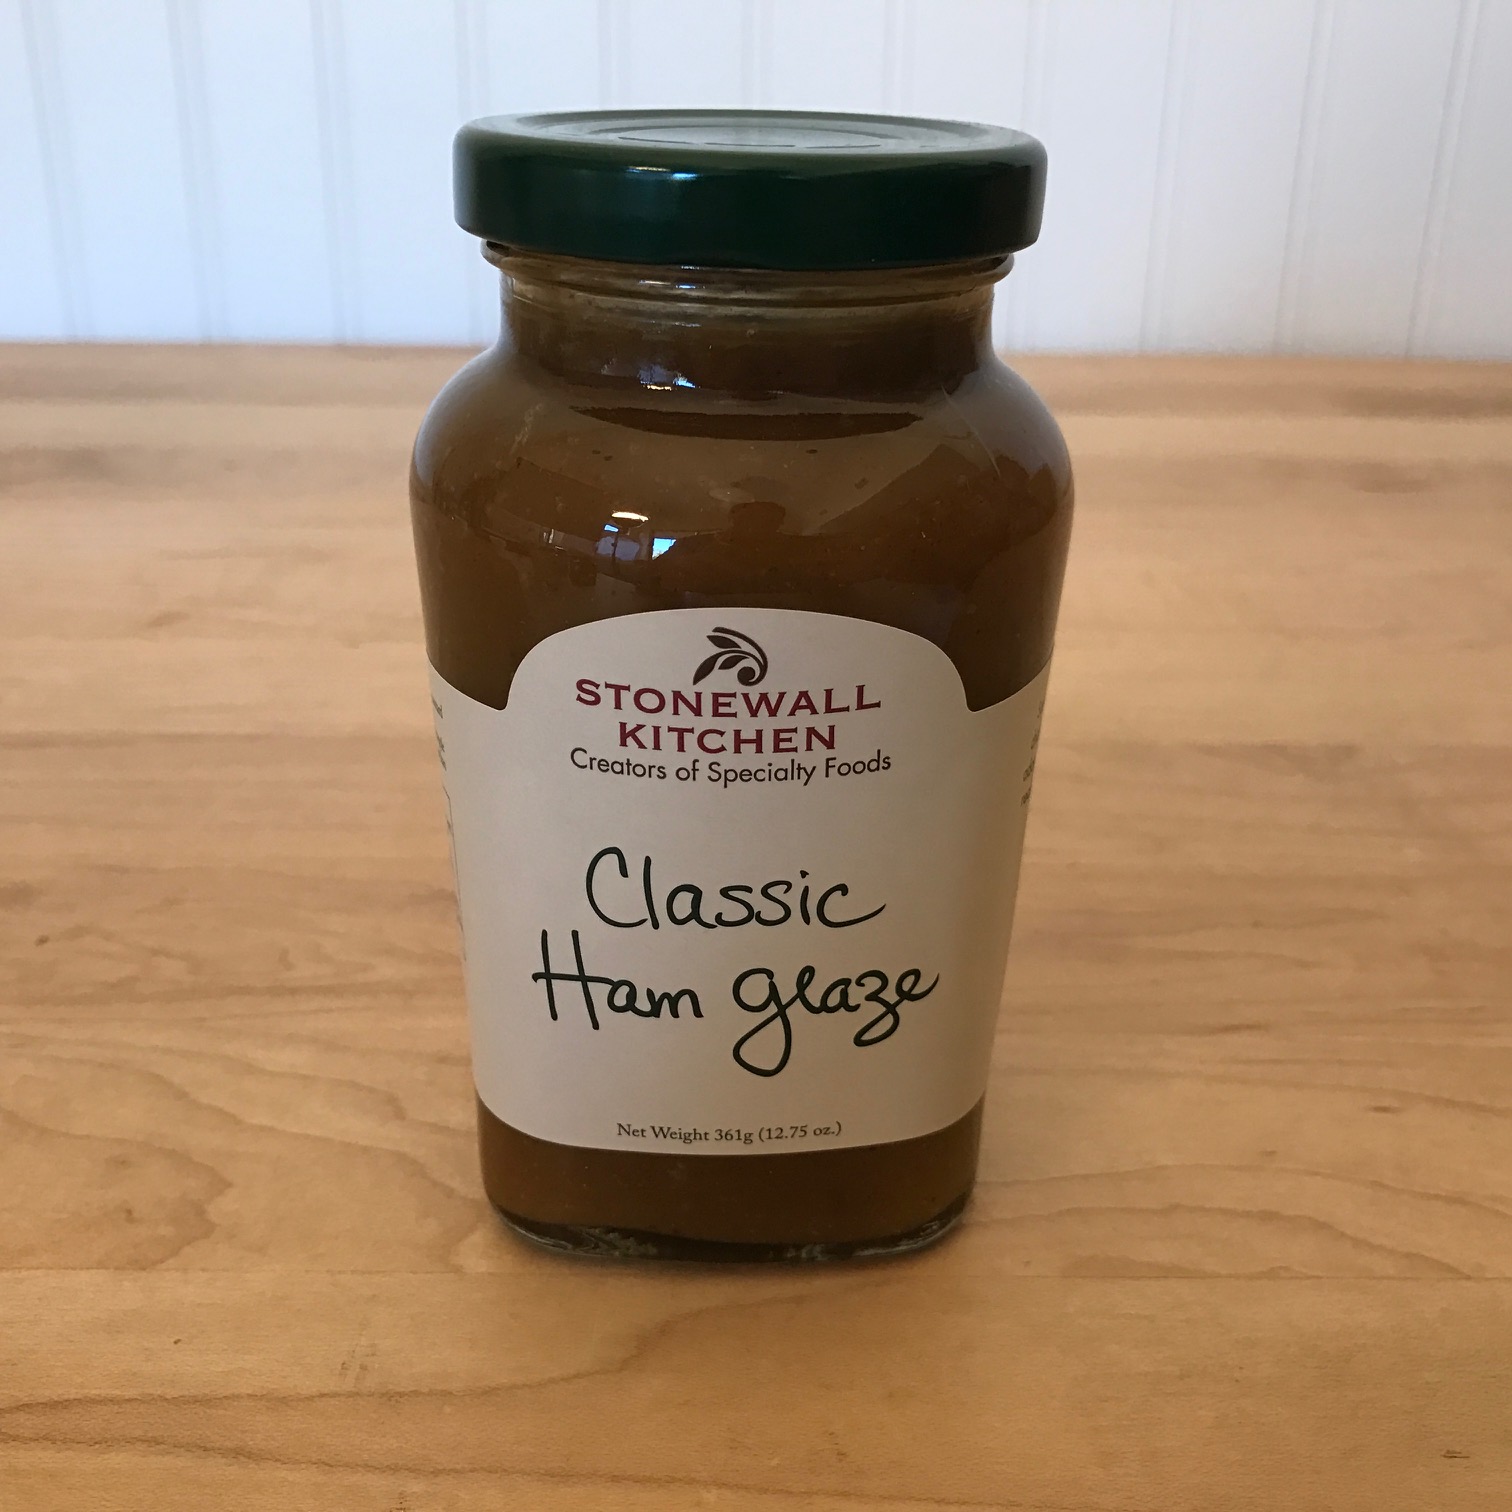 STONEWALL
KITCHEN
Creators of Specialty Foods
Classic
Ham Glaze
Net Weight 361g (12.75 oz.)